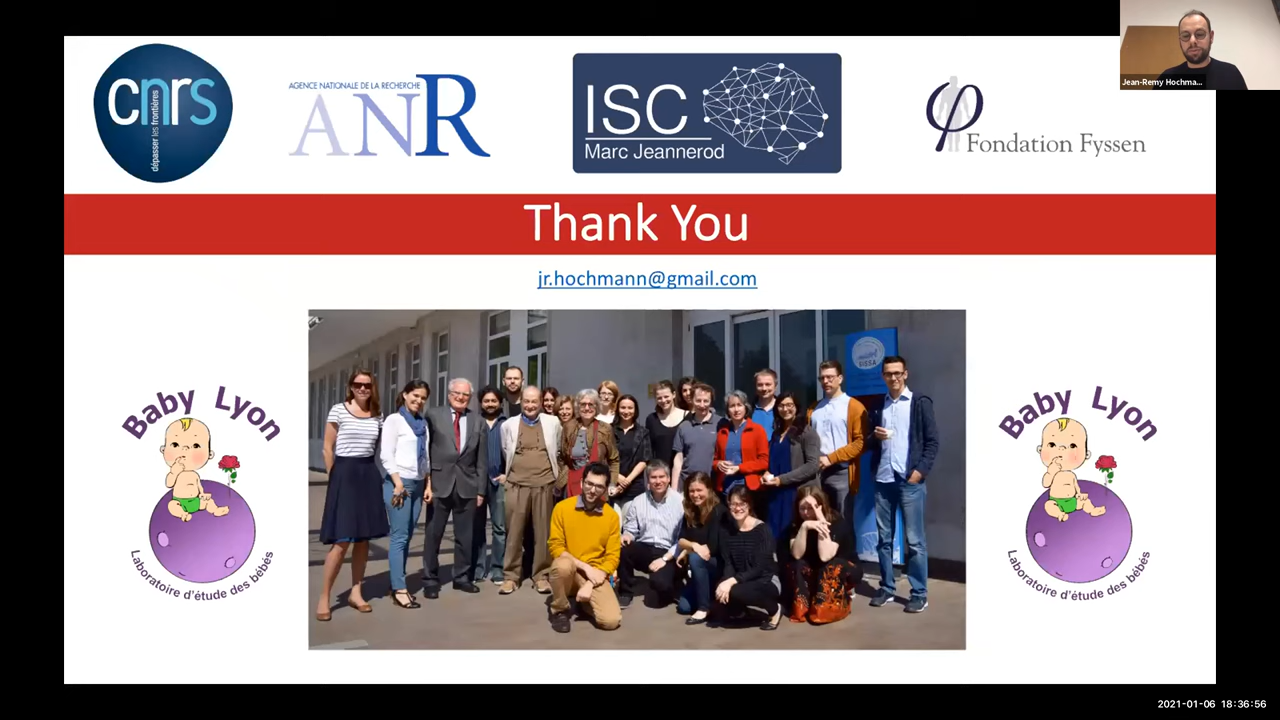 cnrs
dépasser les frontières
AGENCE NATIONALE DE LA RECHERCHE
ANR
ISC
Marc Jeannerod
φ
Fondation Fyssen
Jean-Remy Hochma...
Thank You
jr.hochmann@gmail.com
Baby Lyon
Laboratoire d'étude des bébés
SISSA
Baby Lyon
Laboratoire d'étude des bébés
2021-01-06 18:36:56